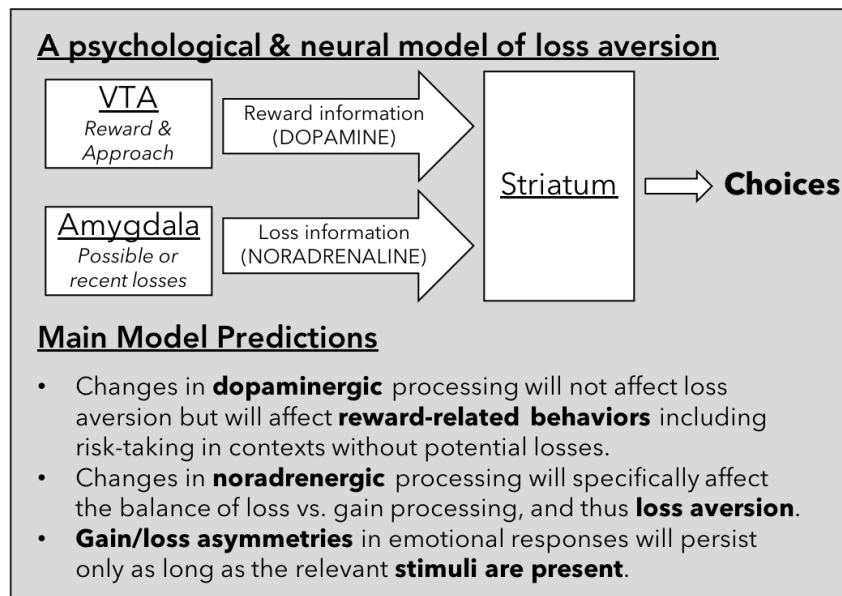 A psychological & neural model of loss aversion
VTA
Reward &
Approach
Reward information
(DOPAMINE)
Amygdala
Possible or
recent losses
Loss information
(NORADRENALINE)
Striatum
Choices
Main Model Predictions
• Changes in dopaminergic processing will not affect loss
aversion but will affect reward-related behaviors including
risk-taking in contexts without potential losses.
• Changes in noradrenergic processing will specifically affect
the balance of loss vs. gain processing, and thus loss aversion.
• Gain/loss asymmetries in emotional responses will persist
only as long as the relevant stimuli are present.